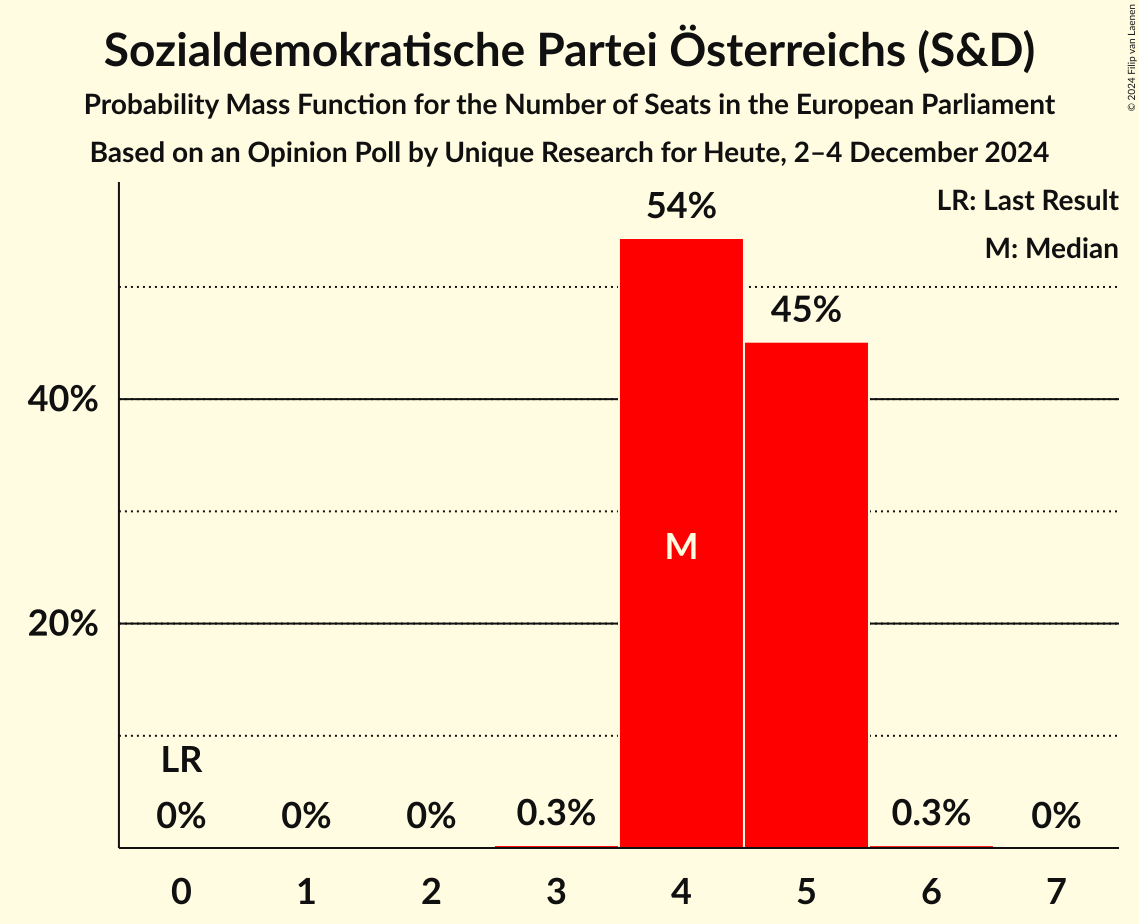 Sozialdemokratische Partei Österreichs (S&D)
Probability Mass Function for the Number of Seats in the European Parliament
Based on an Opinion Poll by Unique Research for Heute, 2–4 December 2024
© 2024 Filip van Laenen
LR: Last Result
M: Median
54%
45%
40%
M
20%
LR
0% 0% 0% 0.3% 0.3% 0%
0 1 2 3 4 5 6 7